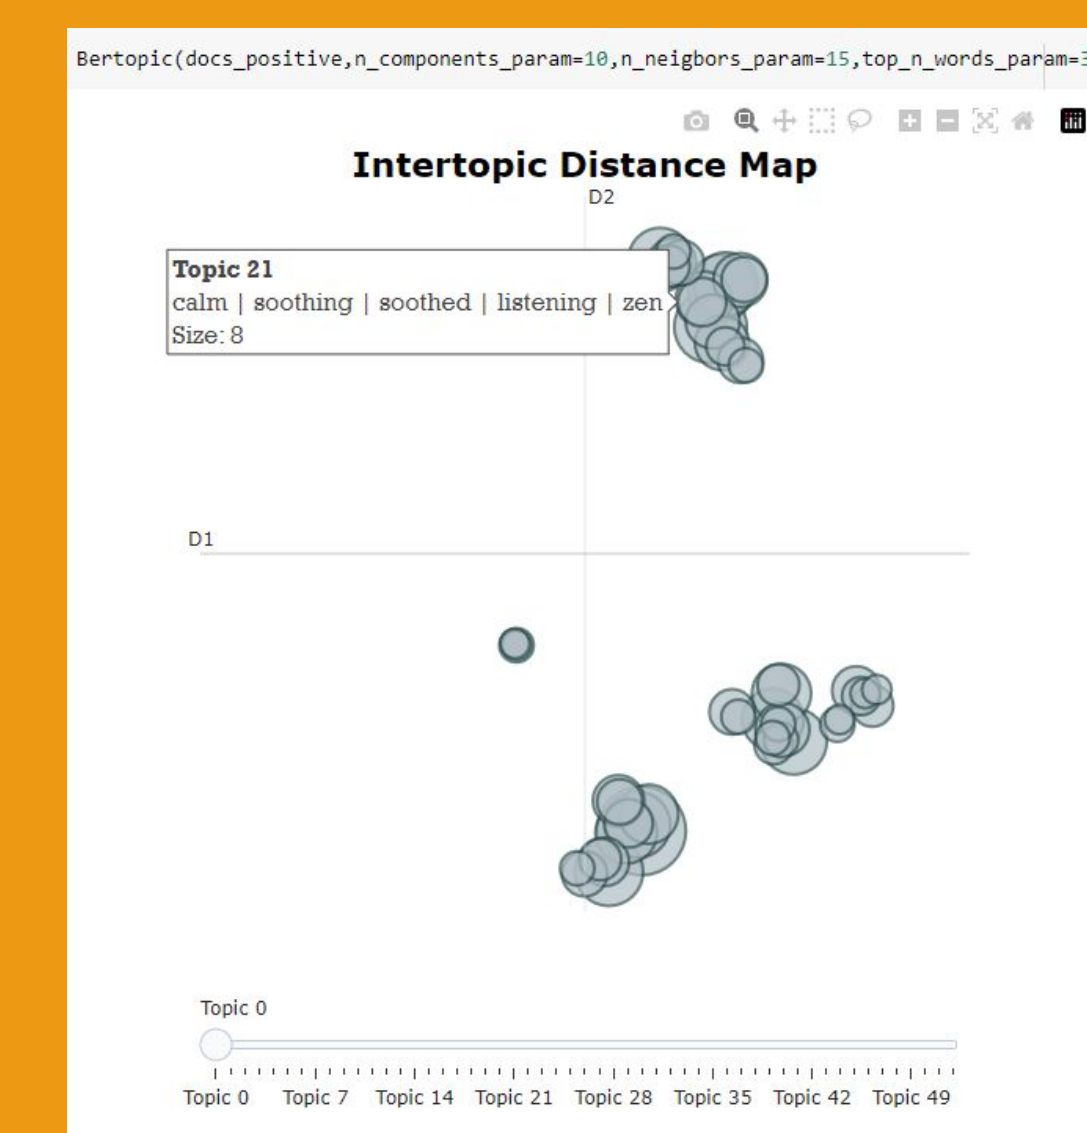 Bertopic(docs_positive,n_components_param=10,n_neigbors_param=15,top_n_words_param=3
Intertopic Distance Map
D2
Topic 21
calm | soothing | soothed | listening | zen
Size: 8
D1
Topic 0
Topic 0 Topic 7 Topic 14 Topic 21 Topic 28 Topic 35 Topic 42 Topic 49